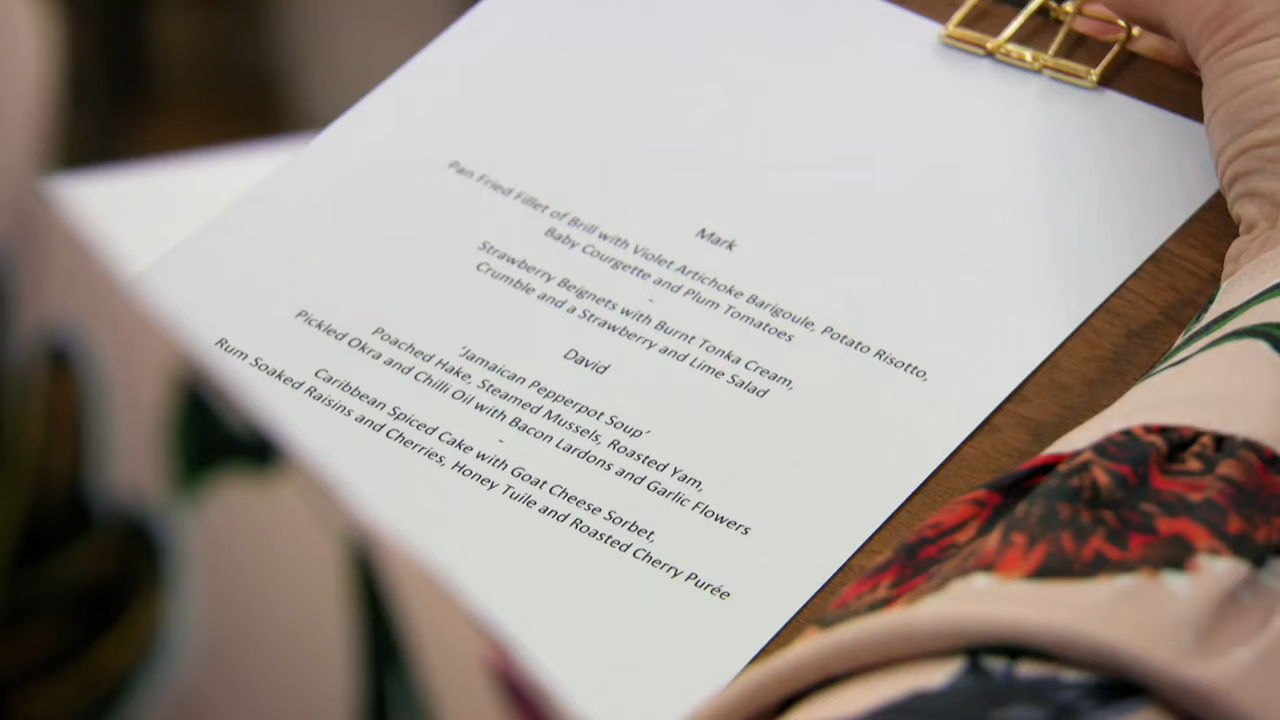 Mark
Pan Fried Fillet of Brill with Violet Artichoke Barigoule, Potato Risotto,
Baby Courgette and Plum Tomatoes
-
Strawberry Beignets with Burnt Tonka Cream,
Crumble and a Strawberry and Lime Salad
David
'Jamaican Pepperpot Soup'
Poached Hake, Steamed Mussels, Roasted Yam,
Pickled Okra and Chilli Oil with Bacon Lardons and Garlic Flowers
-
Caribbean Spiced Cake with Goat Cheese Sorbet,
Rum Soaked Raisins and Cherries, Honey Tuile and Roasted Cherry Purée